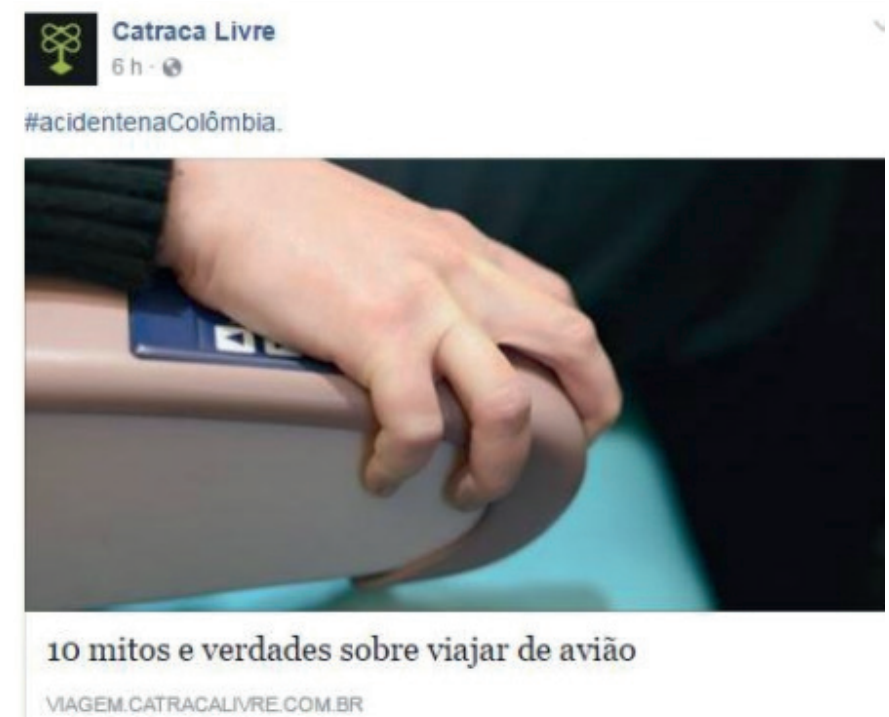 Catraca Livre
6 h ·
#acidentenaColômbia.
10 mitos e verdades sobre viajar de avião
VIAGEM.CATRACALIVRE.COM.BR